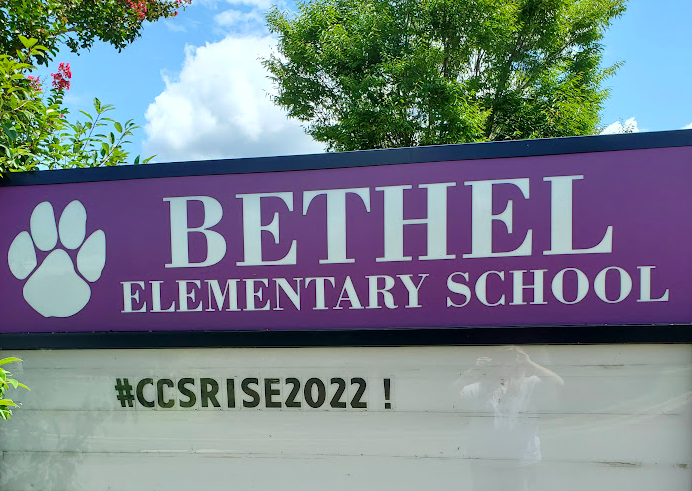 BETHEL
ELEMENTARY SCHOOL
#CCSRISE2022 !